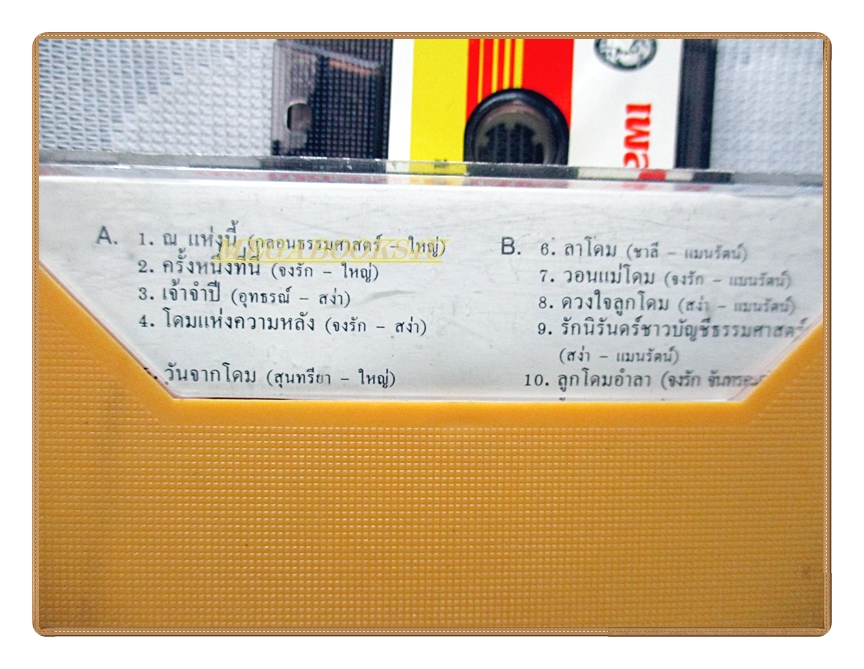 SMI
A. 1. ณ แห่งนี้ (กลอนธรรมศาสตร์ – ใหญ่)
2. ครั้งหนึ่งที่นี่ (จงรัก – ใหญ่)
3. เจ้าจำปี (อุทธรณ์ – สง่า)
4. โดมแห่งความหลัง (จงรัก – สง่า)
วันจากโดม (สุนทรียา – ใหญ่)
B. 6. ลาโดม (ชาลี – แมนรัตน์)
7. วอนแม่โดม (จงรัก – แมนรัตน์)
8. ดวงใจลูกโดม (สง่า – แมนรัตน์)
9. รักนิรันดร์ชาวบัญชีธรรมศาสตร์
(สง่า – แมนรัตน์)
10. ลูกโดมอำลา (จงรัก